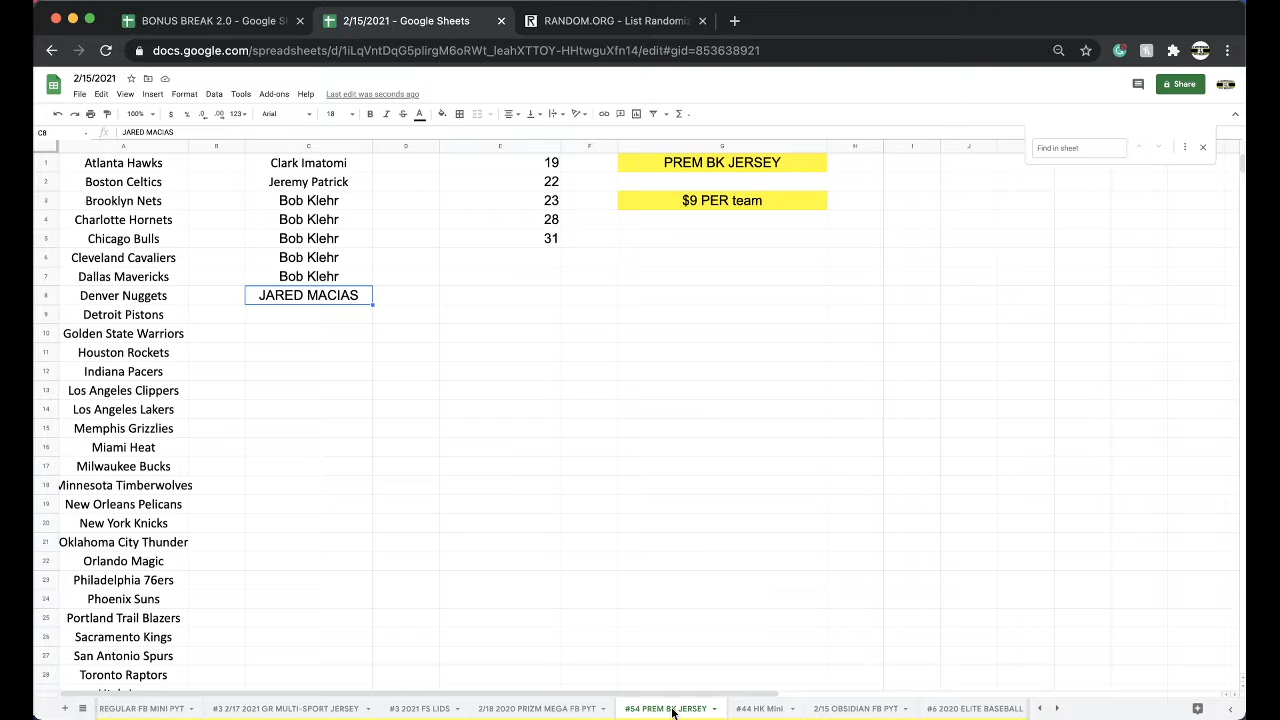 BONUS BREAK 2.0 - Google S
2/15/2021 - Google Sheets
RANDOM.ORG - List Randomiz
docs.google.com/spreadsheets/d/1iLqVntDqG5pIirgM6oRWt_leahXTTOY-HHtwguXfn14/edit#gid=853638921
2/15/2021
File Edit View Insert Format Data Tools Add-ons Help Last edit was seconds ago
Share
100% $ % .0 .00 123 Arial 18 B I S A
C8 fx JARED MACIAS
Find in sheet
A B C D E F G H I J
1 Atlanta Hawks Clark Imatomi 19 PREM BK JERSEY
2 Boston Celtics Jeremy Patrick 22
3 Brooklyn Nets Bob Klehr 23 $9 PER team
4 Charlotte Hornets Bob Klehr 28
5 Chicago Bulls Bob Klehr 31
6 Cleveland Cavaliers Bob Klehr
7 Dallas Mavericks Bob Klehr
8 Denver Nuggets JARED MACIAS
9 Detroit Pistons
10 Golden State Warriors
11 Houston Rockets
12 Indiana Pacers
13 Los Angeles Clippers
14 Los Angeles Lakers
15 Memphis Grizzlies
16 Miami Heat
17 Milwaukee Bucks
18 Minnesota Timberwolves
19 New Orleans Pelicans
20 New York Knicks
21 Oklahoma City Thunder
22 Orlando Magic
23 Philadelphia 76ers
24 Phoenix Suns
25 Portland Trail Blazers
26 Sacramento Kings
27 San Antonio Spurs
28 Toronto Raptors
REGULAR FB MINI PYT #3 2/17 2021 GR MULTI-SPORT JERSEY #3 2021 FS LIDS 2/18 2020 PRIZM MEGA FB PYT #54 PREM BK JERSEY #44 HK Mini 2/15 OBSIDIAN FB PYT #6 2020 ELITE BASEBALL